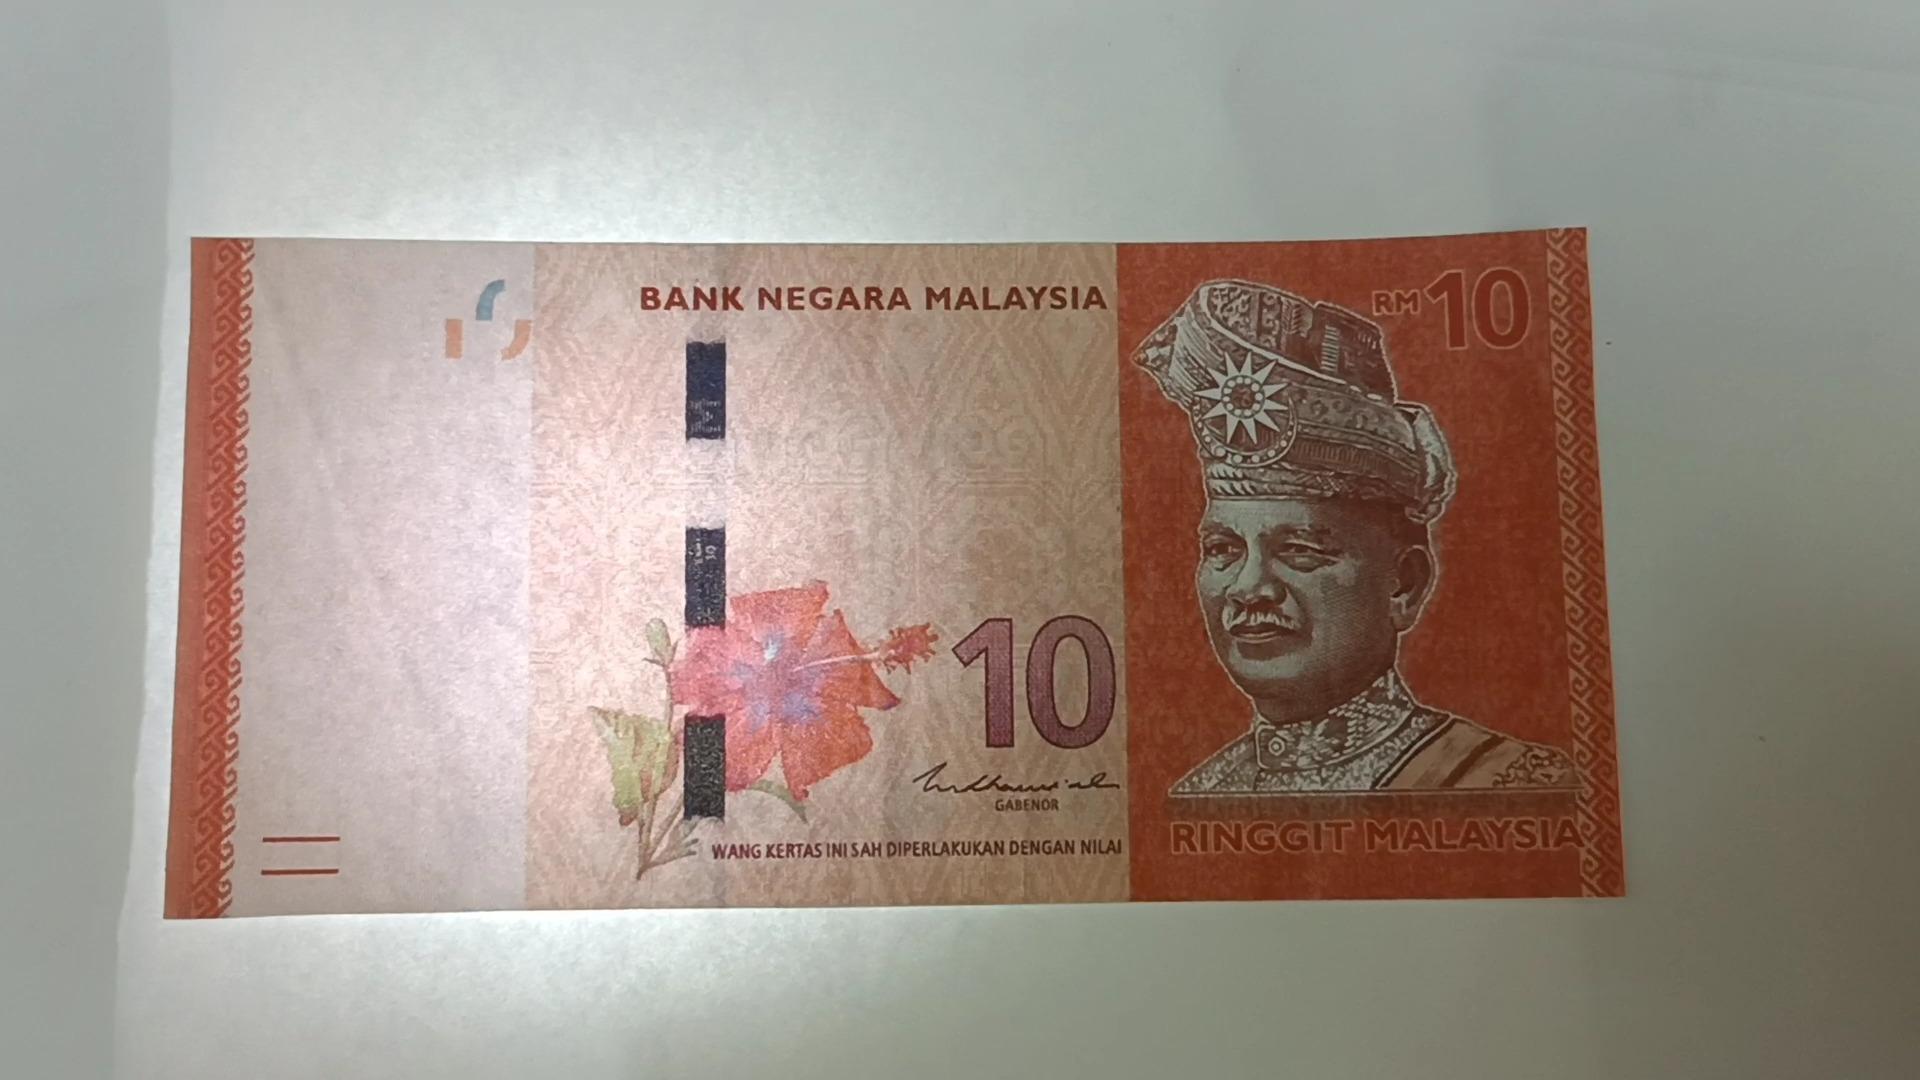 BANK NEGARA MALAYSIA
RM10
10
GABENOR
WANG KERTAS INI SAH DIPERLAKUKAN DENGAN NILAI
RINGGIT MALAYSIA